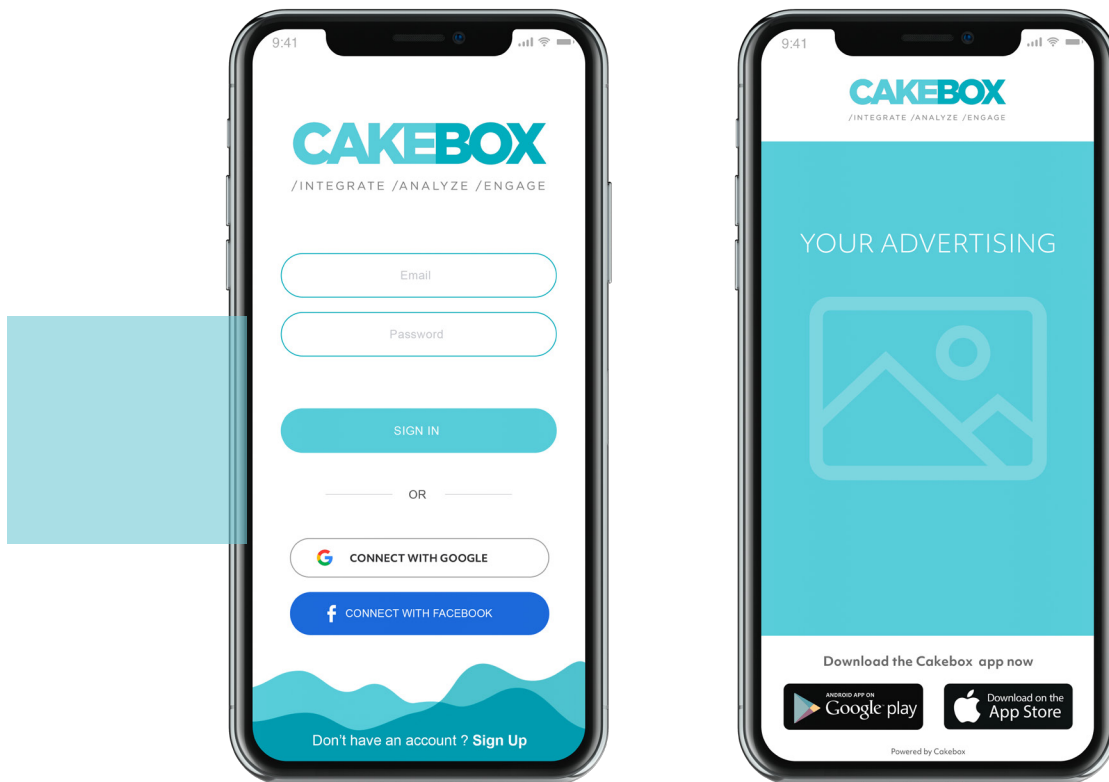 9:41
CAKEBOX
/INTEGRATE /ANALYZE /ENGAGE
Email
Password
SIGN IN
OR
G CONNECT WITH GOOGLE
f CONNECT WITH FACEBOOK
Don't have an account ? Sign Up
9:41
CAKEBOX
/INTEGRATE /ANALYZE /ENGAGE
YOUR ADVERTISING
Download the Cakebox app now
ANDROID APP ON
Google play
Download on the
App Store
Powered by Cakebox